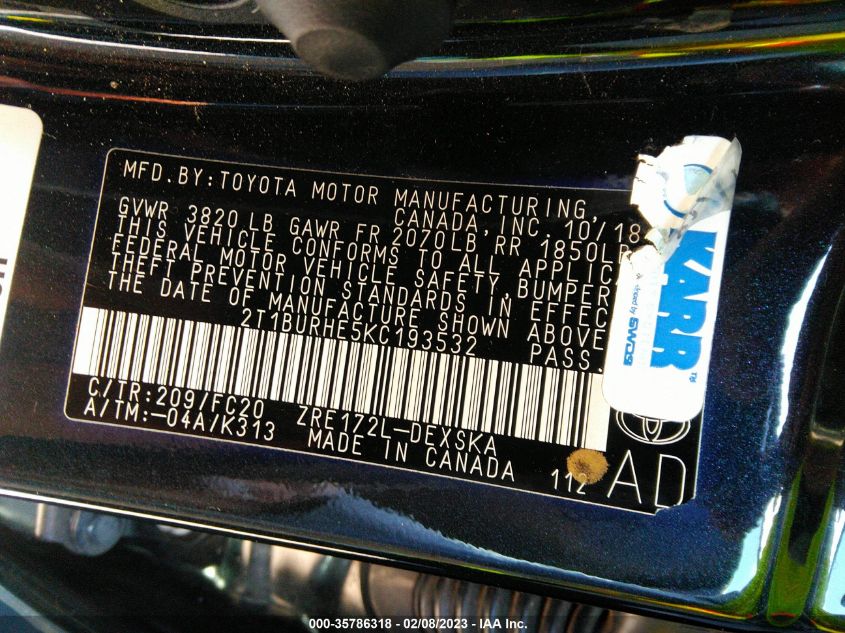 MFD.BY:TOYOTA MOTOR MANUFACTURING,
CANADA, INC. 10/18
GVWR 3820 LB GAWR FR 2070LB RR 1850LB
THIS VEHICLE CONFORMS TO ALL APPLIC
FEDERAL MOTOR VEHICLE SAFETY BUMPER
THEFT PREVENTION STANDARDS IN EFFEC
THE DATE OF MANUFACTURE SHOWN ABOVE
2T1BURHE5KC193532 PASS.
C/TR:209/FC20 ZRE172L-DEXSKA
A/TM:-04A/K313 MADE IN CANADA
112 AD
KARR
TM
by SWDS
000-35786318 - 02/08/2023 - IAA Inc.